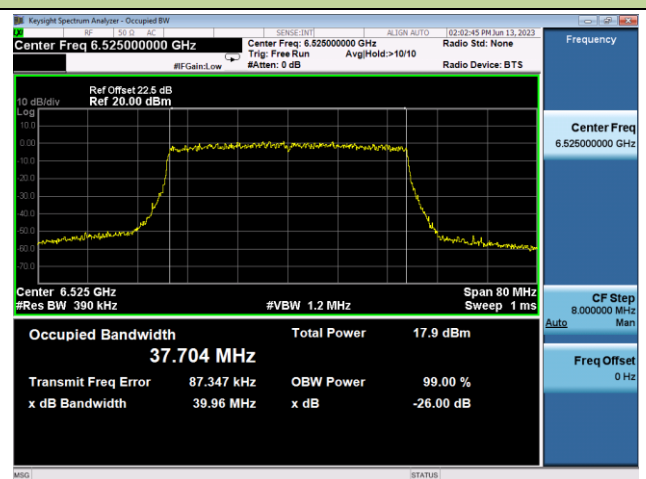 Keysight Spectrum Analyzer - Occupied BW
RF 50 Ω AC SENSE:INT ALIGN AUTO 02:02:45 PM Jun 13, 2023
Center Freq 6.525000000 GHz
Center Freq: 6.525000000 GHz
Radio Std: None
Trig: Free Run Avg|Hold:>10/10
#IFGain:Low #Atten: 0 dB Radio Device: BTS
Frequency
Ref Offset 22.5 dB
10 dB/div Ref 20.00 dBm
Log
10.0
0.00
-10.0
-20.0
-30.0
-40.0
-50.0
-60.0
-70.0
Center Freq
6.525000000 GHz
Center 6.525 GHz Span 80 MHz
#Res BW 390 kHz #VBW 1.2 MHz Sweep 1 ms
CF Step
8.000000 MHz
Auto Man
Freq Offset
0 Hz
Occupied Bandwidth Total Power 17.9 dBm
37.704 MHz
Transmit Freq Error 87.347 kHz OBW Power 99.00 %
x dB Bandwidth 39.96 MHz x dB -26.00 dB
MSG STATUS